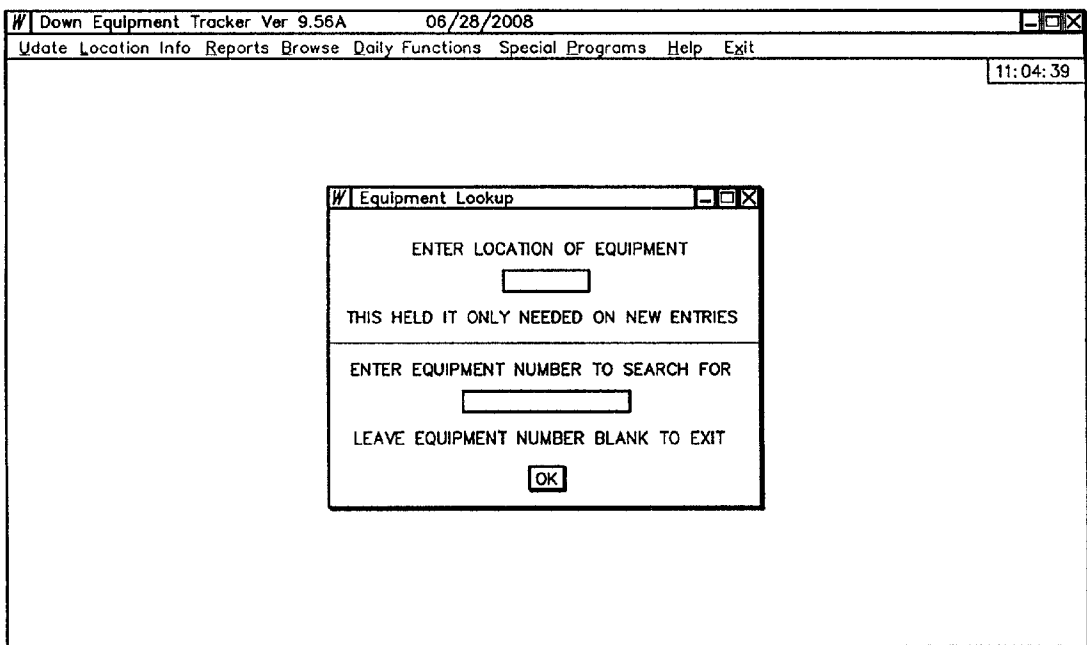 W Down Equipment Tracker Ver 9.56A 06/28/2008
Udate Location Info Reports Browse Daily Functions Special Programs Help Exit
11:04:39
W Equipment Lookup
ENTER LOCATION OF EQUIPMENT
THIS HELD IT ONLY NEEDED ON NEW ENTRIES
ENTER EQUIPMENT NUMBER TO SEARCH FOR
LEAVE EQUIPMENT NUMBER BLANK TO EXIT
OK